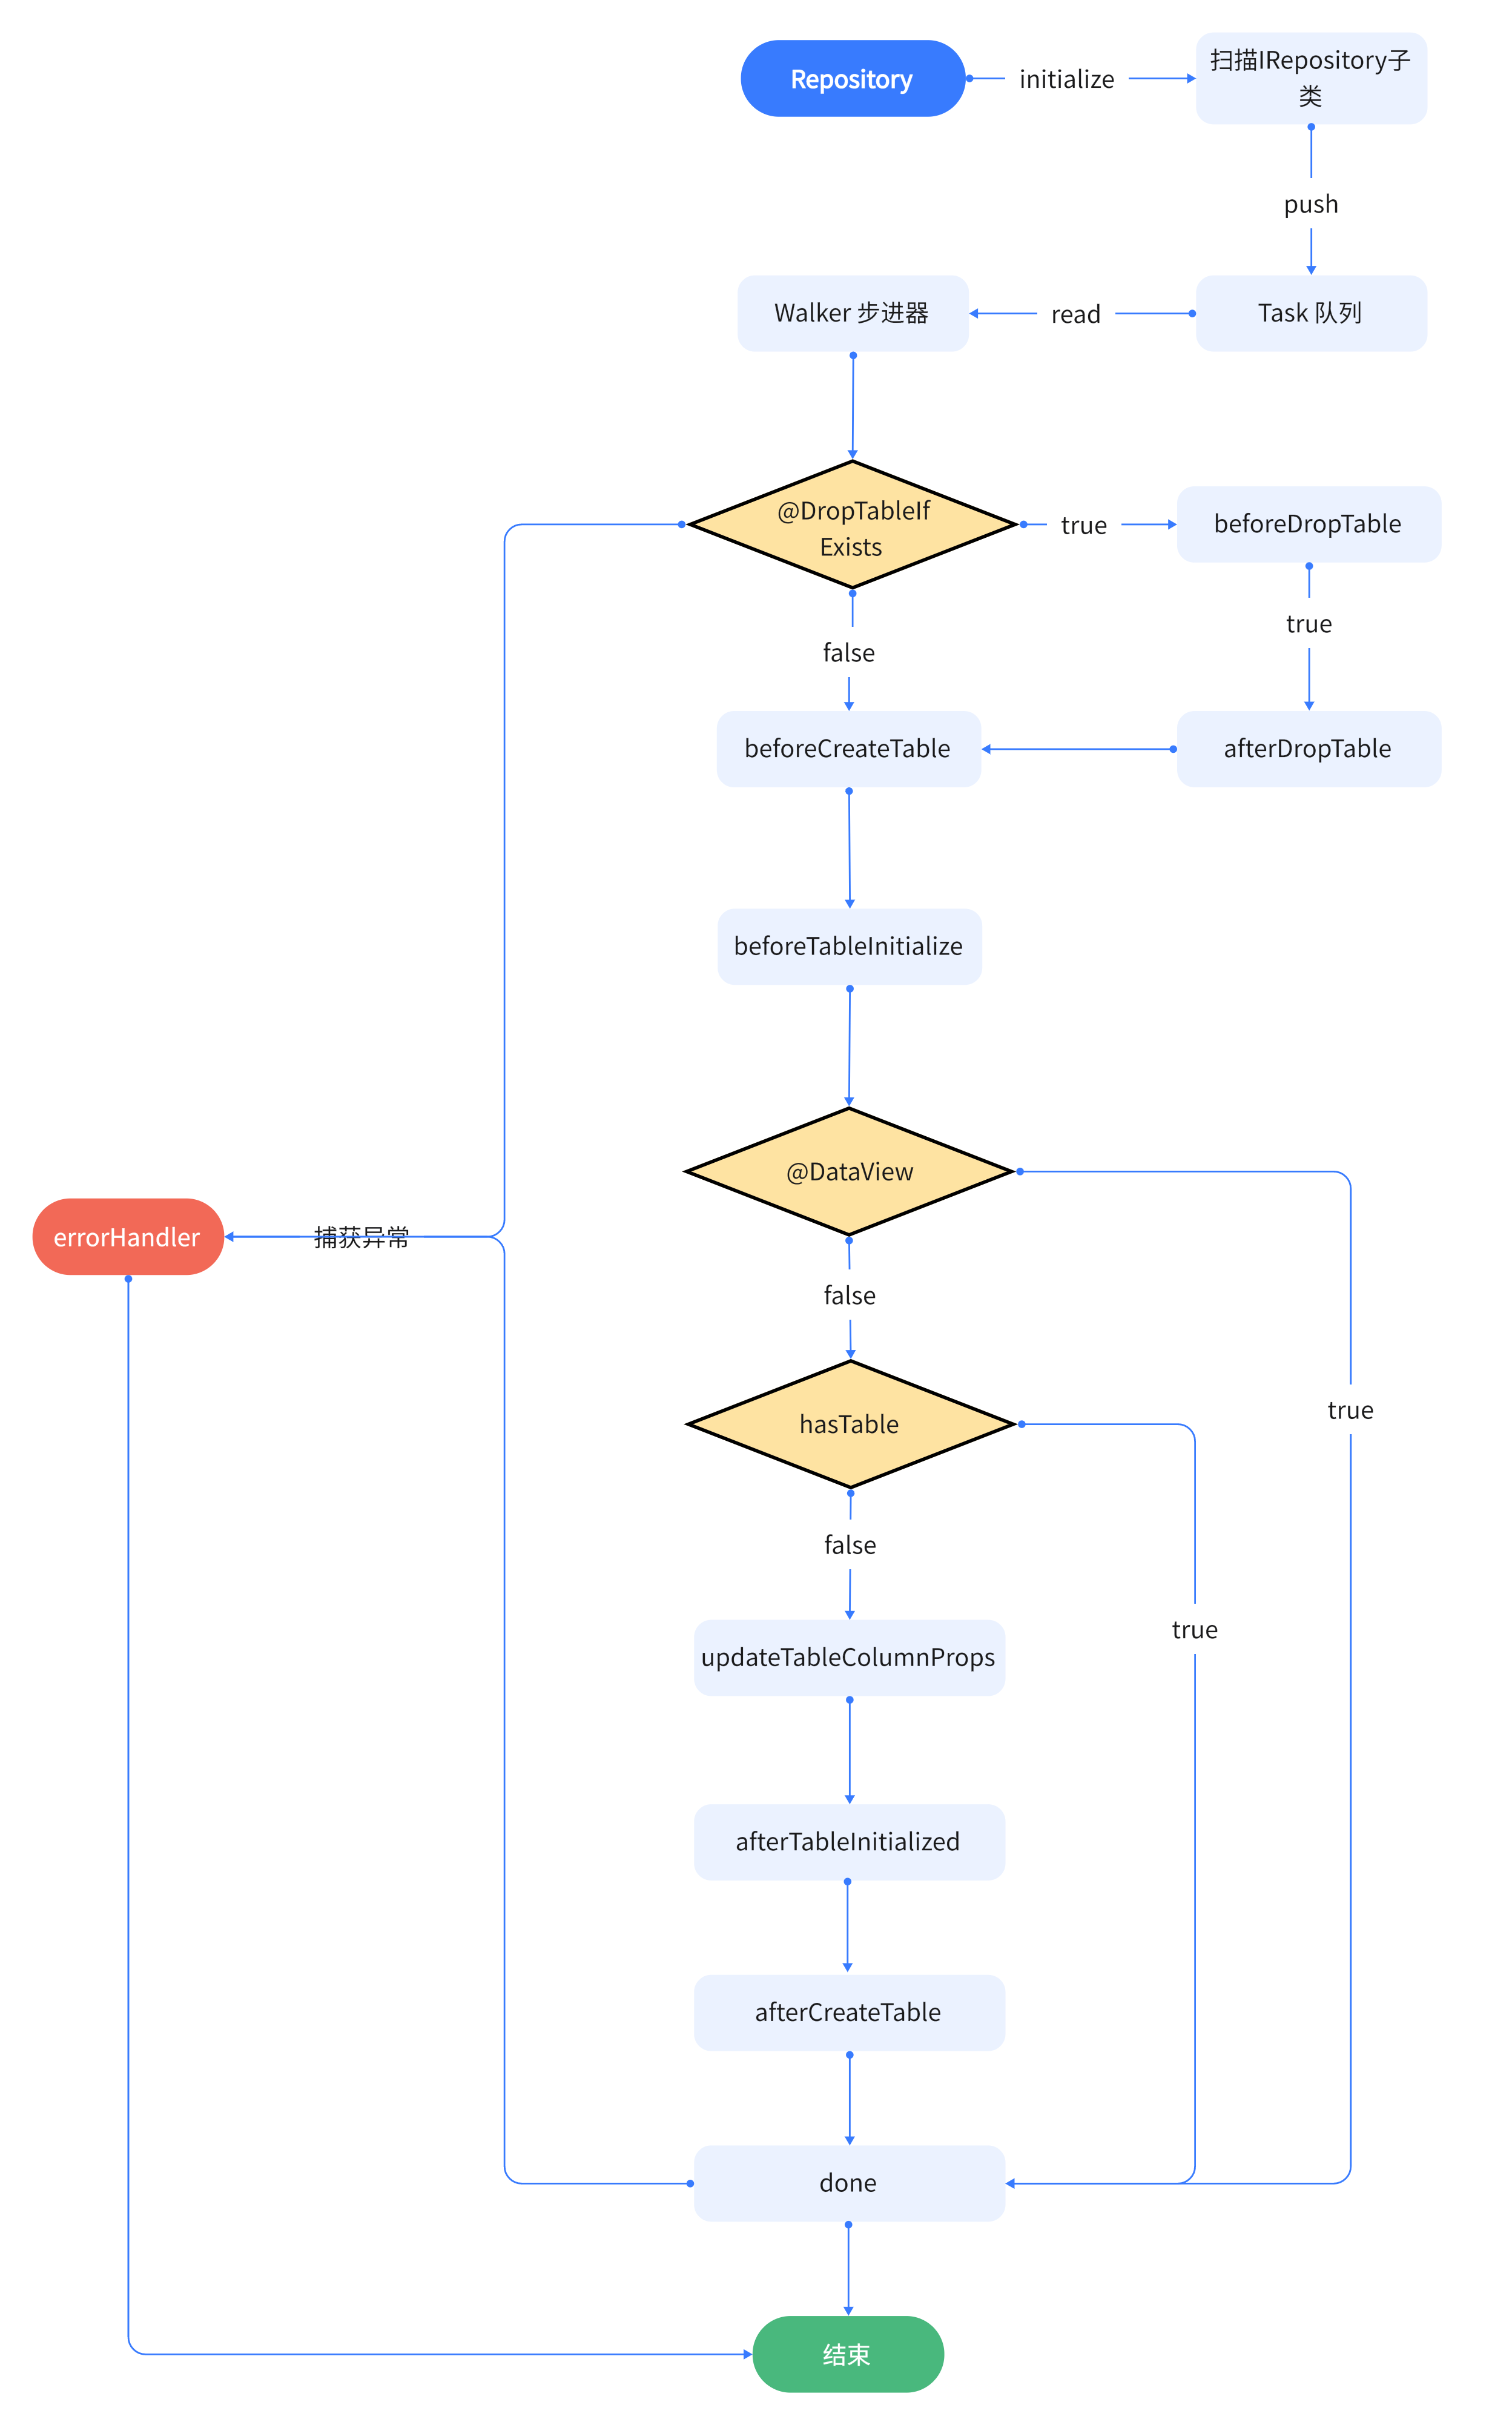 Repository
initialize
扫描IRepository子
类
push
Walker 步进器
read
Task 队列
@DropTableIf
Exists
true
beforeDropTable
false
true
beforeCreateTable
afterDropTable
beforeTableInitialize
@DataView
errorHandler
捕获异常
false
true
hasTable
false
true
updateTableColumnProps
afterTableInitialized
afterCreateTable
done
结束